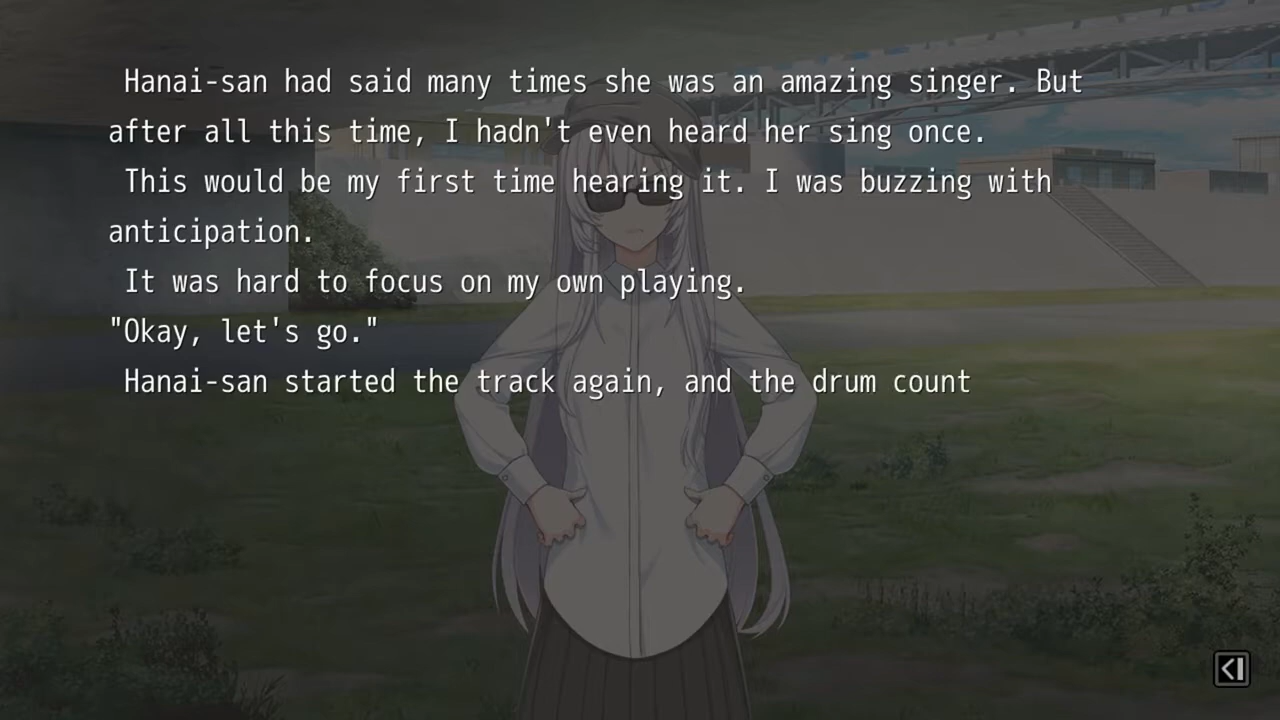 Hanai-san had said many times she was an amazing singer. But
after all this time, I hadn't even heard her sing once.
This would be my first time hearing it. I was buzzing with
anticipation.
It was hard to focus on my own playing.
"Okay, let's go."
Hanai-san started the track again, and the drum count